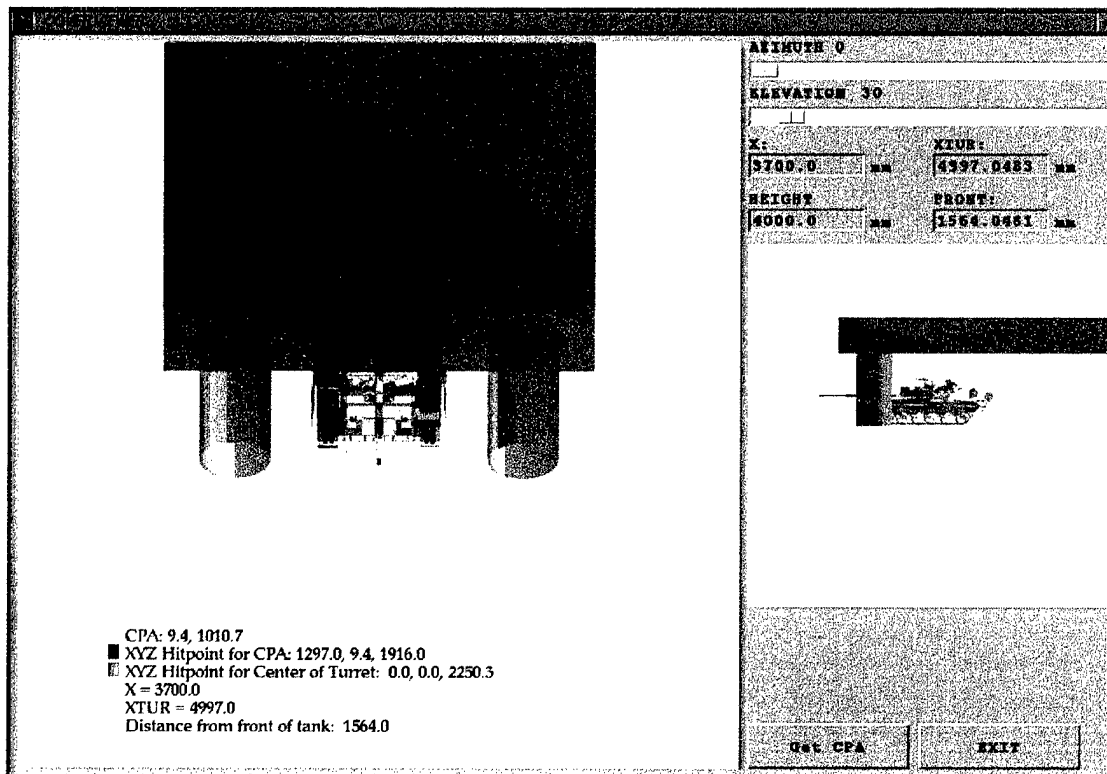 AZIMUTH 0
ELEVATION 30
X: XTUR:
3700.0 mm 4997.0483 mm
HEIGHT FRONT:
4000.0 mm 1564.0481 mm
CPA: 9.4, 1010.7
XYZ Hitpoint for CPA: 1297.0, 9.4, 1916.0
XYZ Hitpoint for Center of Turret: 0.0, 0.0, 2250.3
X = 3700.0
XTUR = 4997.0
Distance from front of tank: 1564.0
Get CPA EXIT